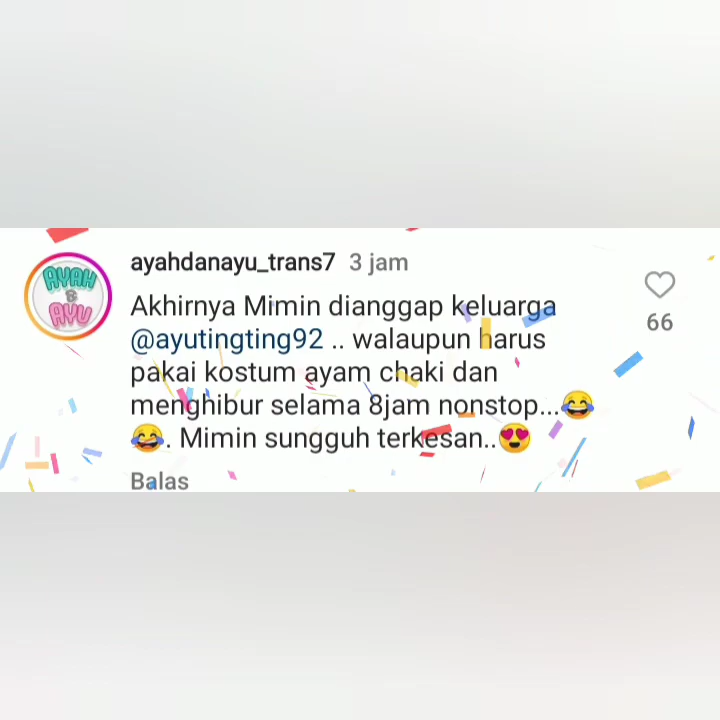 AYAH
&
AYU
ayahdanayu_trans7 3 jam
Akhirnya Mimin dianggap keluarga
@ayutingting92 .. walaupun harus
pakai kostum ayam chaki dan
menghibur selama 8jam nonstop...😂
😂. Mimin sungguh terkesan..😍
66
Balas